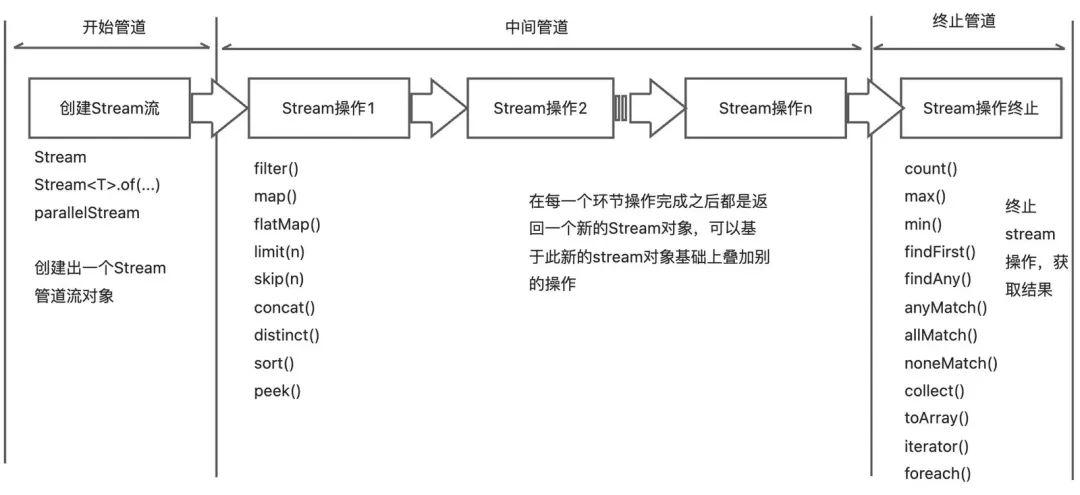 开始管道
中间管道
终止管道
创建Stream流
Stream操作1
Stream操作2
Stream操作n
Stream操作终止
Stream
Stream<T>.of(...)
parallelStream
创建出一个Stream
管道流对象
filter()
map()
flatMap()
limit(n)
skip(n)
concat()
distinct()
sort()
peek()
在每一个环节操作完成之后都是返
回一个新的Stream对象，可以基
于此新的stream对象基础上叠加别
的操作
count()
max()
min()
findFirst()
findAny()
anyMatch()
allMatch()
noneMatch()
collect()
toArray()
iterator()
foreach()
终止
stream
操作，获
取结果